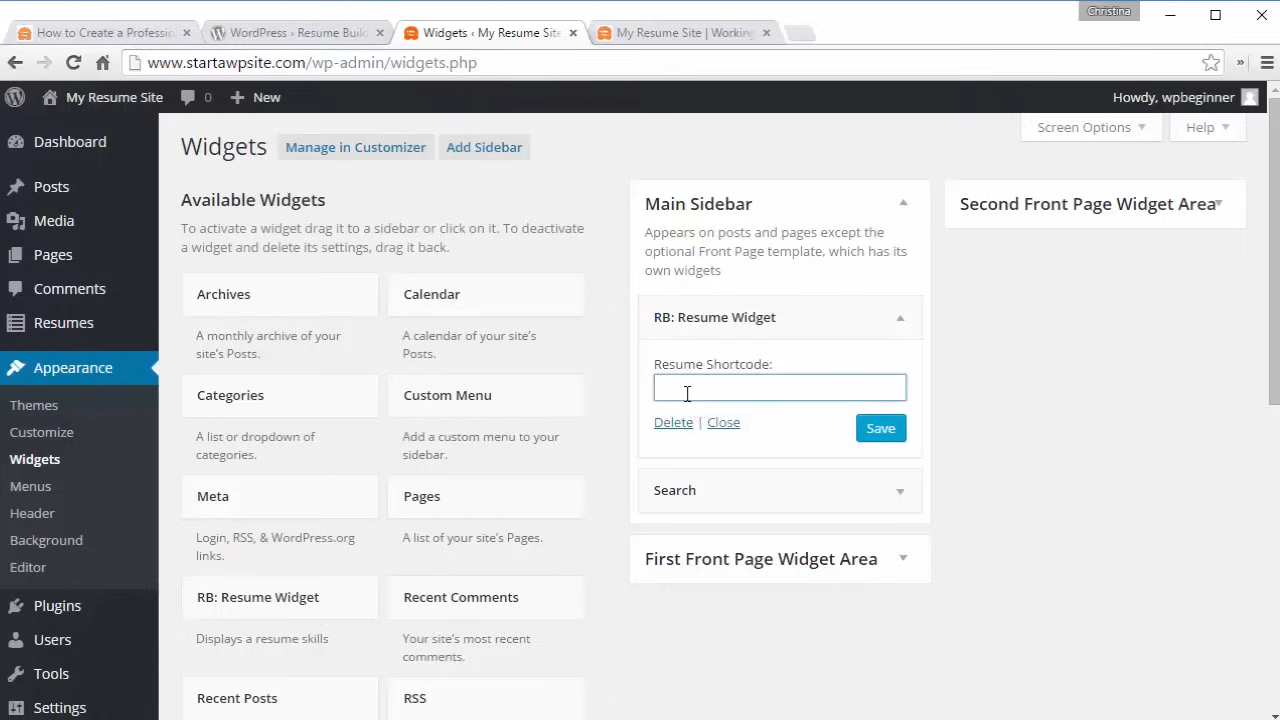 Christina
How to Create a Professio
WordPress › Resume Build
Widgets ‹ My Resume Site
My Resume Site | Working
www.startawpsite.com/wp-admin/widgets.php
My Resume Site
0
New
Howdy, wpbeginner
Screen Options
Help
Dashboard
Posts
Media
Pages
Comments
Resumes
Appearance
Themes
Customize
Widgets
Menus
Header
Background
Editor
Plugins
Users
Tools
Settings
Widgets
Manage in Customizer
Add Sidebar
Available Widgets
To activate a widget drag it to a sidebar or click on it. To deactivate
a widget and delete its settings, drag it back.
Archives
A monthly archive of your
site's Posts.
Calendar
A calendar of your site's
Posts.
Categories
A list or dropdown of
categories.
Custom Menu
Add a custom menu to your
sidebar.
Meta
Login, RSS, & WordPress.org
links.
Pages
A list of your site's Pages.
RB: Resume Widget
Displays a resume skills
Recent Comments
Your site's most recent
comments.
Recent Posts
RSS
Main Sidebar
Appears on posts and pages except the
optional Front Page template, which has its
own widgets
RB: Resume Widget
Resume Shortcode:
Delete | Close
Save
Search
First Front Page Widget Area
Second Front Page Widget Area